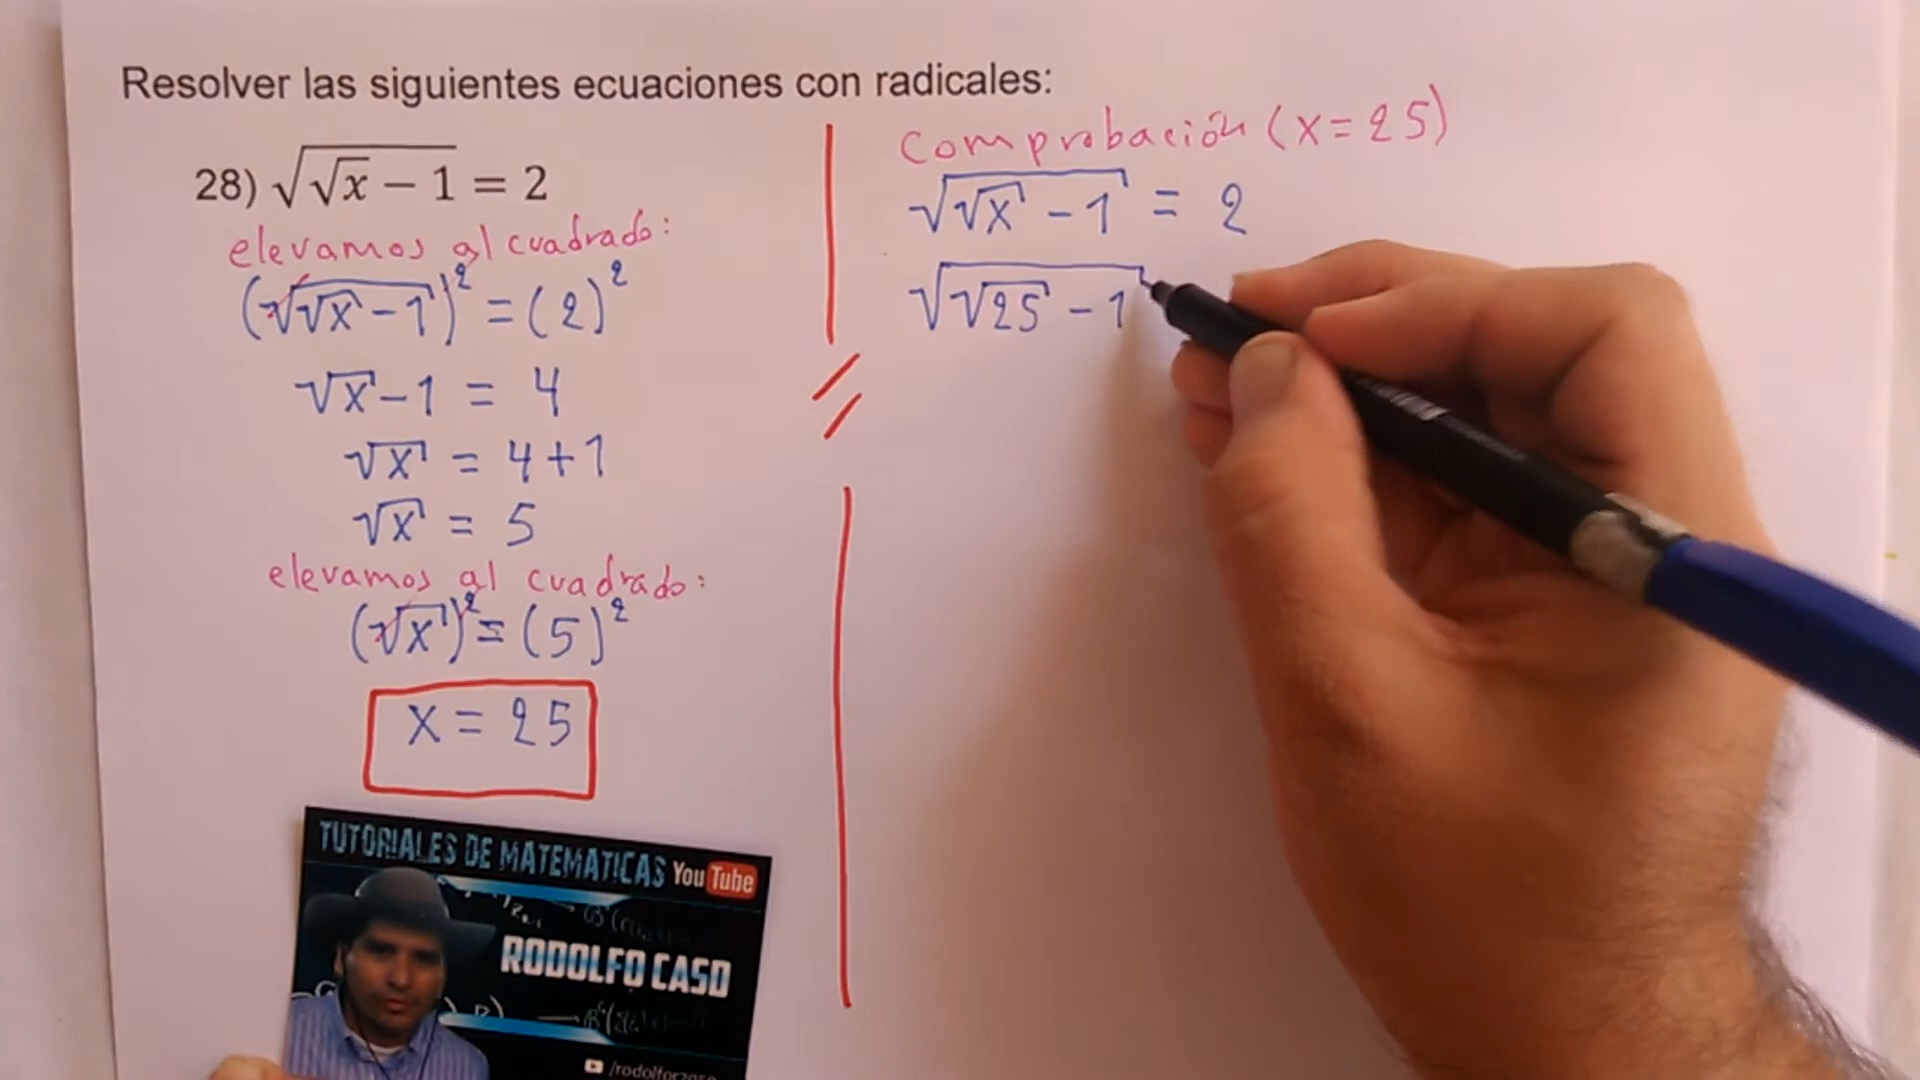 Resolver las siguientes ecuaciones con radicales:
28) √(√x − 1) = 2
elevamos al cuadrado:
(√(√x − 1))² = (2)²
√x − 1 = 4
√x = 4 + 1
√x = 5
elevamos al cuadrado:
(√x)² = (5)²
x = 25
Comprobación (x = 25)
√(√x − 1) = 2
√(√25 − 1)
TUTORIALES DE MATEMATICAS YouTube
RODOLFO CASO